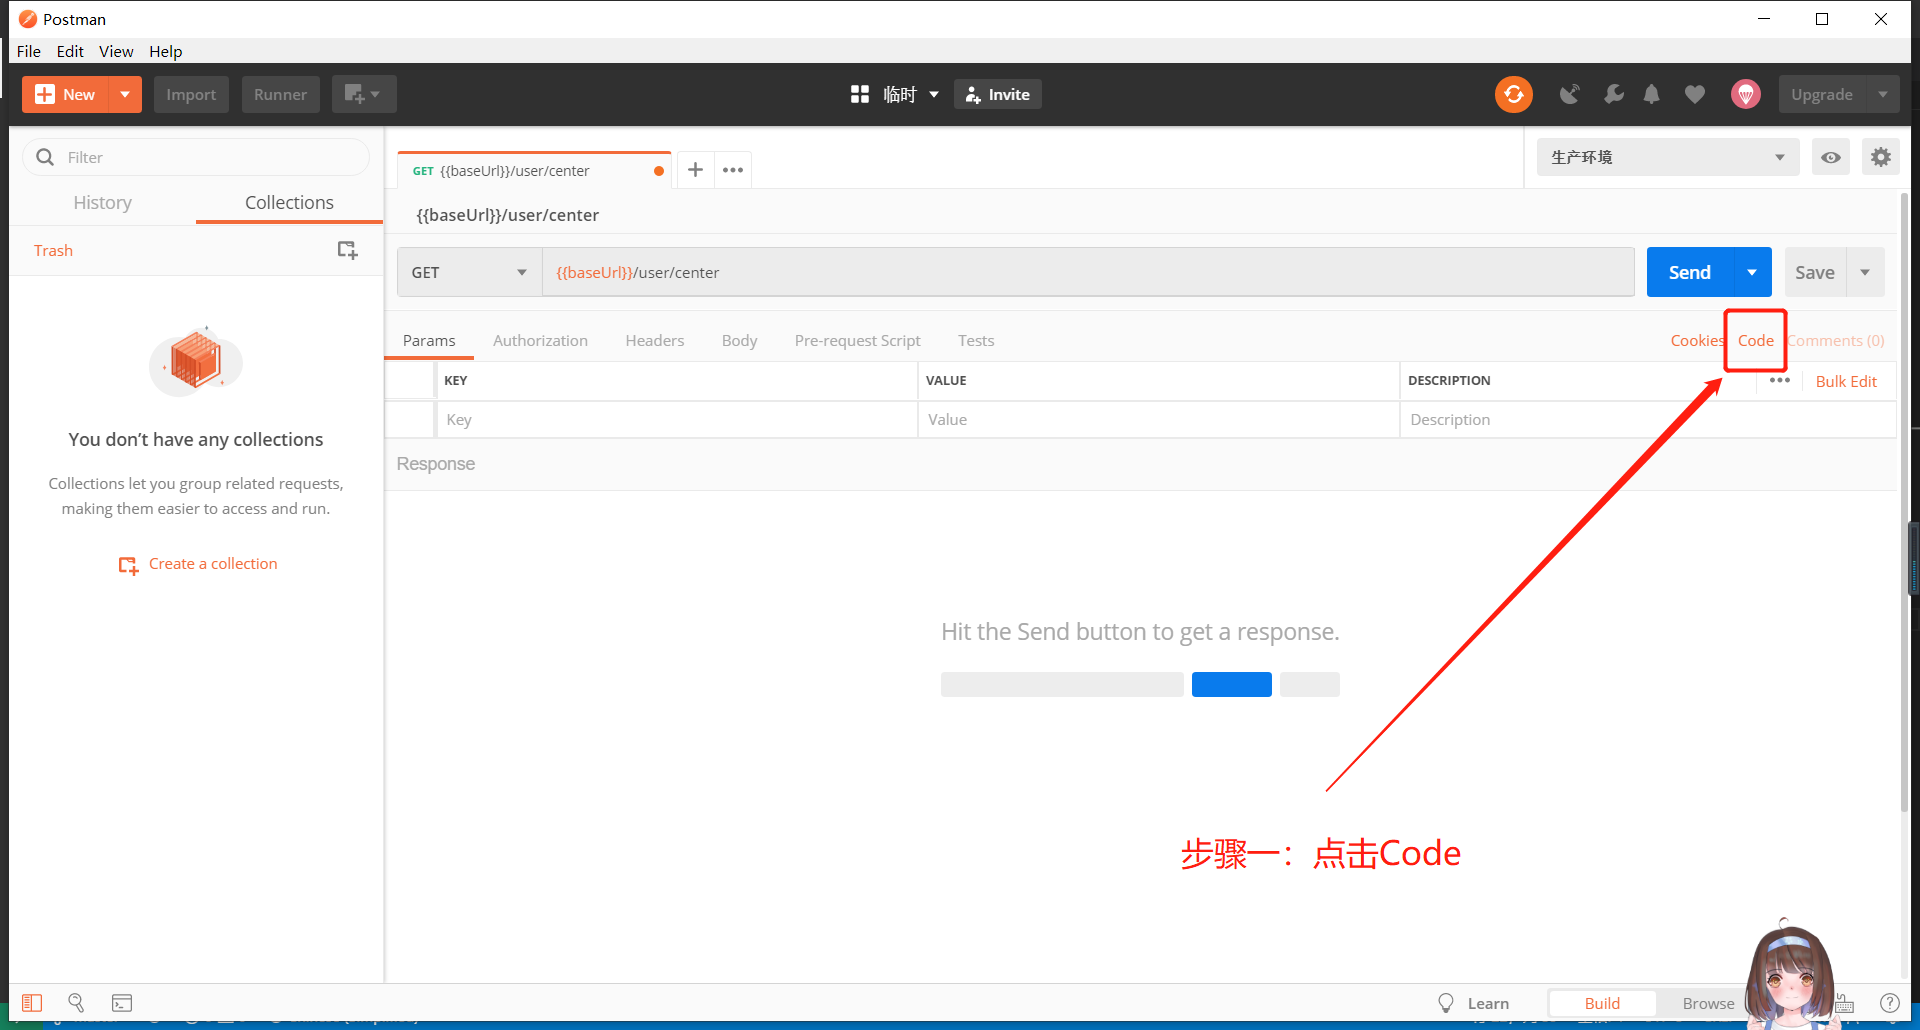 Postman
File Edit View Help
New Import Runner 临时 Invite Upgrade
Filter
History Collections
Trash
You don’t have any collections
Collections let you group related requests,
making them easier to access and run.
Create a collection
GET {{baseUrl}}/user/center
生产环境
{{baseUrl}}/user/center
GET {{baseUrl}}/user/center Send Save
Params Authorization Headers Body Pre-request Script Tests Cookies Code Comments (0)
KEY VALUE DESCRIPTION Bulk Edit
Key Value Description
Response
Hit the Send button to get a response.
步骤一：点击Code
Learn Build Browse